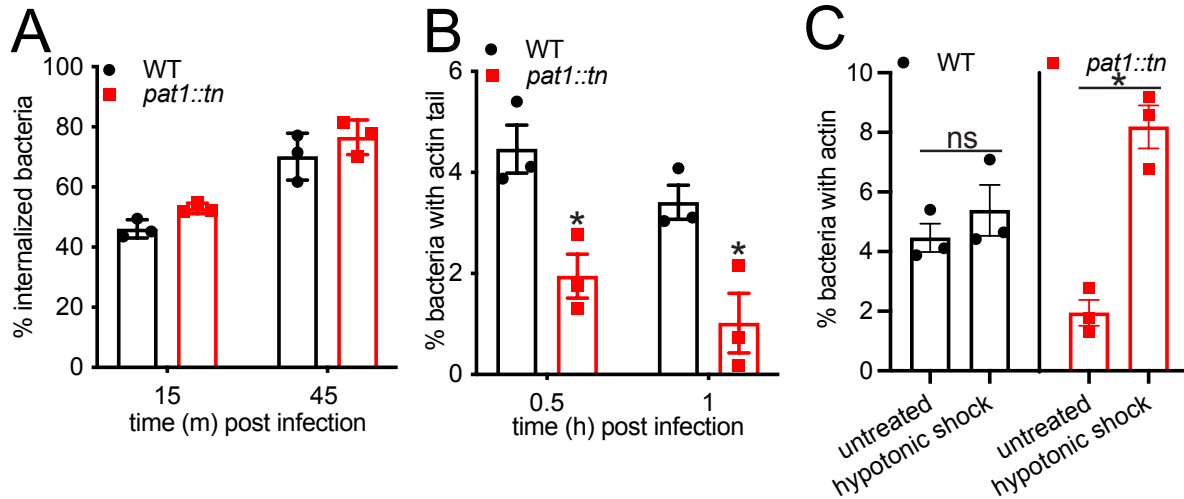 A
WT
pat1::tn
% internalized bacteria
100
80
60
40
20
0
15
45
time (m) post infection
B
WT
pat1::tn
% bacteria with actin tail
6
4
2
0
*
*
0.5
1
time (h) post infection
C
WT
pat1::tn
% bacteria with actin
10
8
6
4
2
0
ns
*
untreated
hypotonic shock
untreated
hypotonic shock